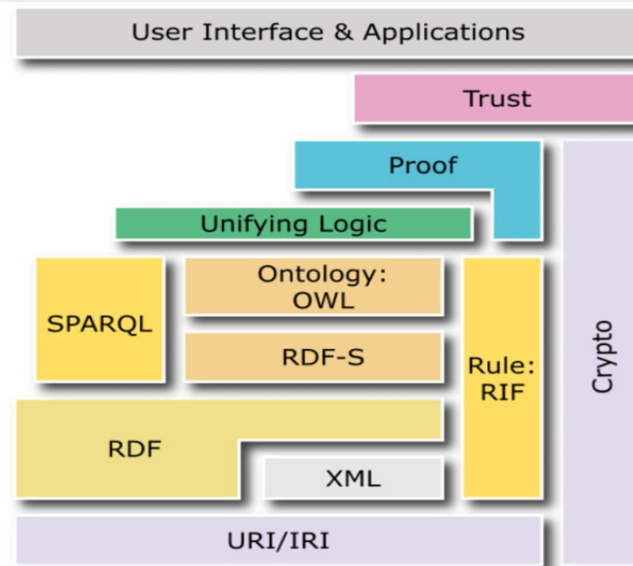 User Interface & Applications
Trust
Proof
Unifying Logic
SPARQL
Ontology:
OWL
RDF-S
Rule:
RIF
Crypto
RDF
XML
URI/IRI